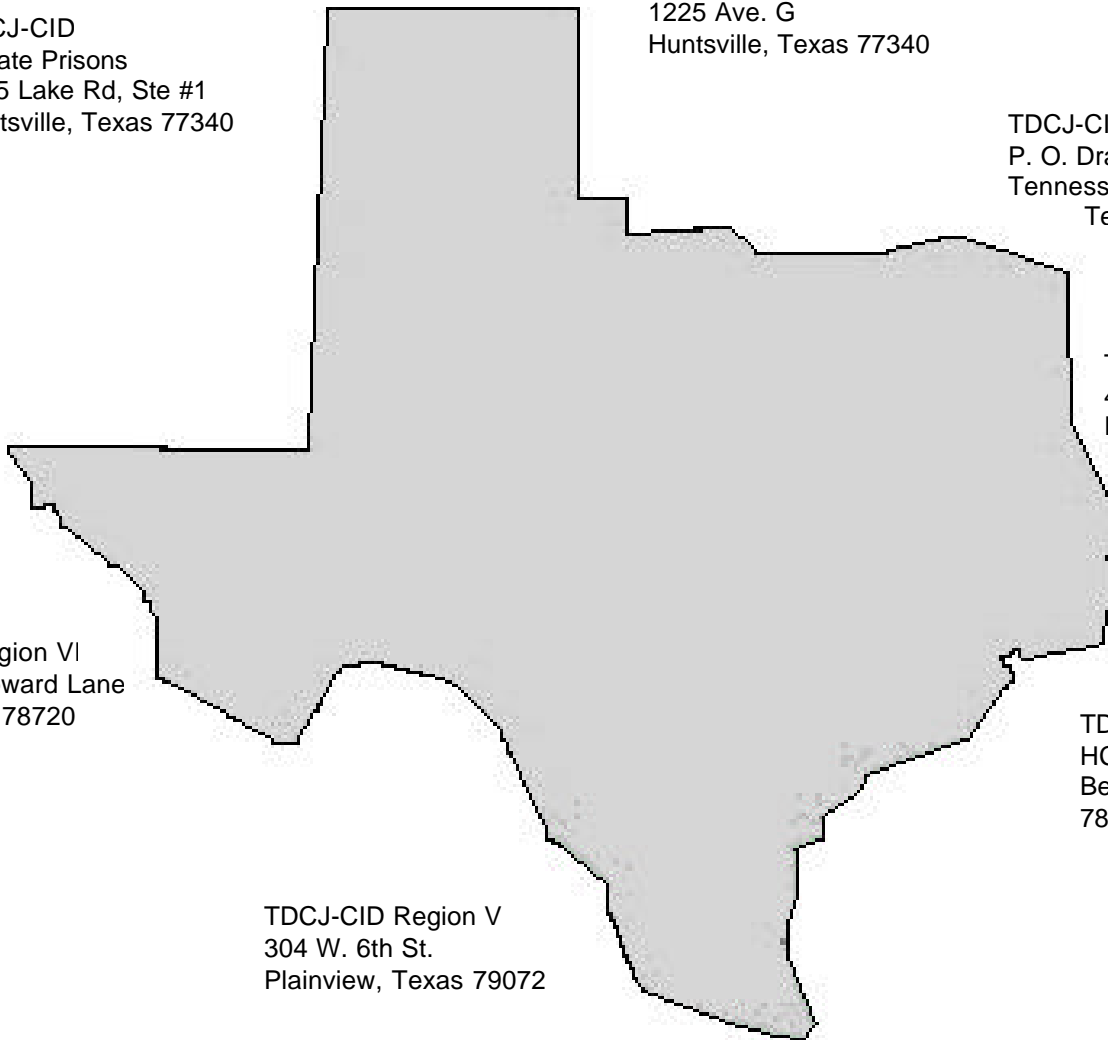 CJ-CID
ate Prisons
5 Lake Rd, Ste #1
tsville, Texas 77340
1225 Ave. G
Huntsville, Texas 77340
TDCJ-CI
P. O. Dra
Tenness
Te
gion VI
ward Lane
78720
TD
HC
Be
78
TDCJ-CID Region V
304 W. 6th St.
Plainview, Texas 79072